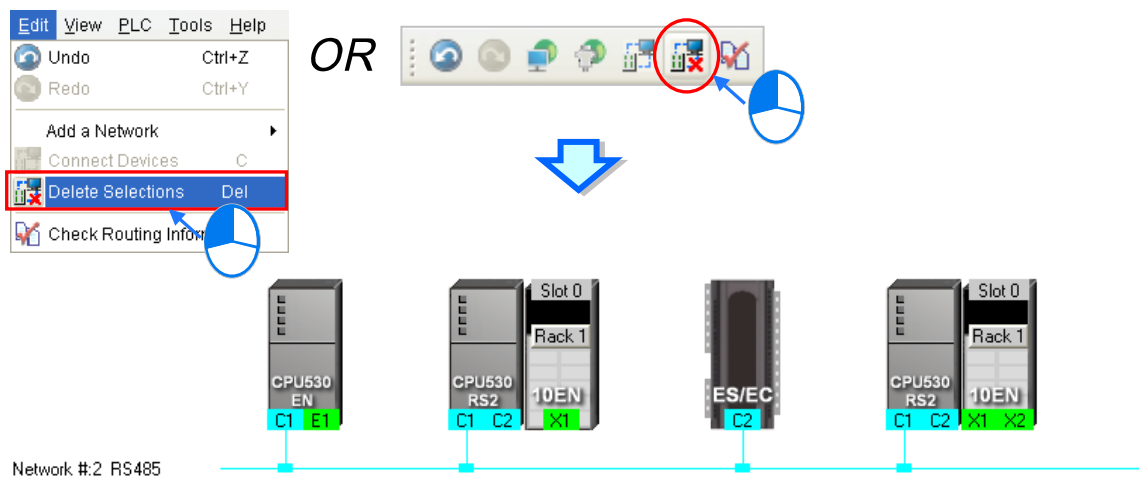 Edit View PLC Tools Help
Undo Ctrl+Z
Redo Ctrl+Y
Add a Network
Connect Devices C
Delete Selections Del
Check Routing
OR
Slot 0
Slot 0
Rack 1
Rack 1
CPU530
EN
CPU530
RS2
10EN
ES/EC
CPU530
RS2
10EN
C1 E1
C1 C2 X1
C2
C1 C2 X1 X2
Network #:2 RS485